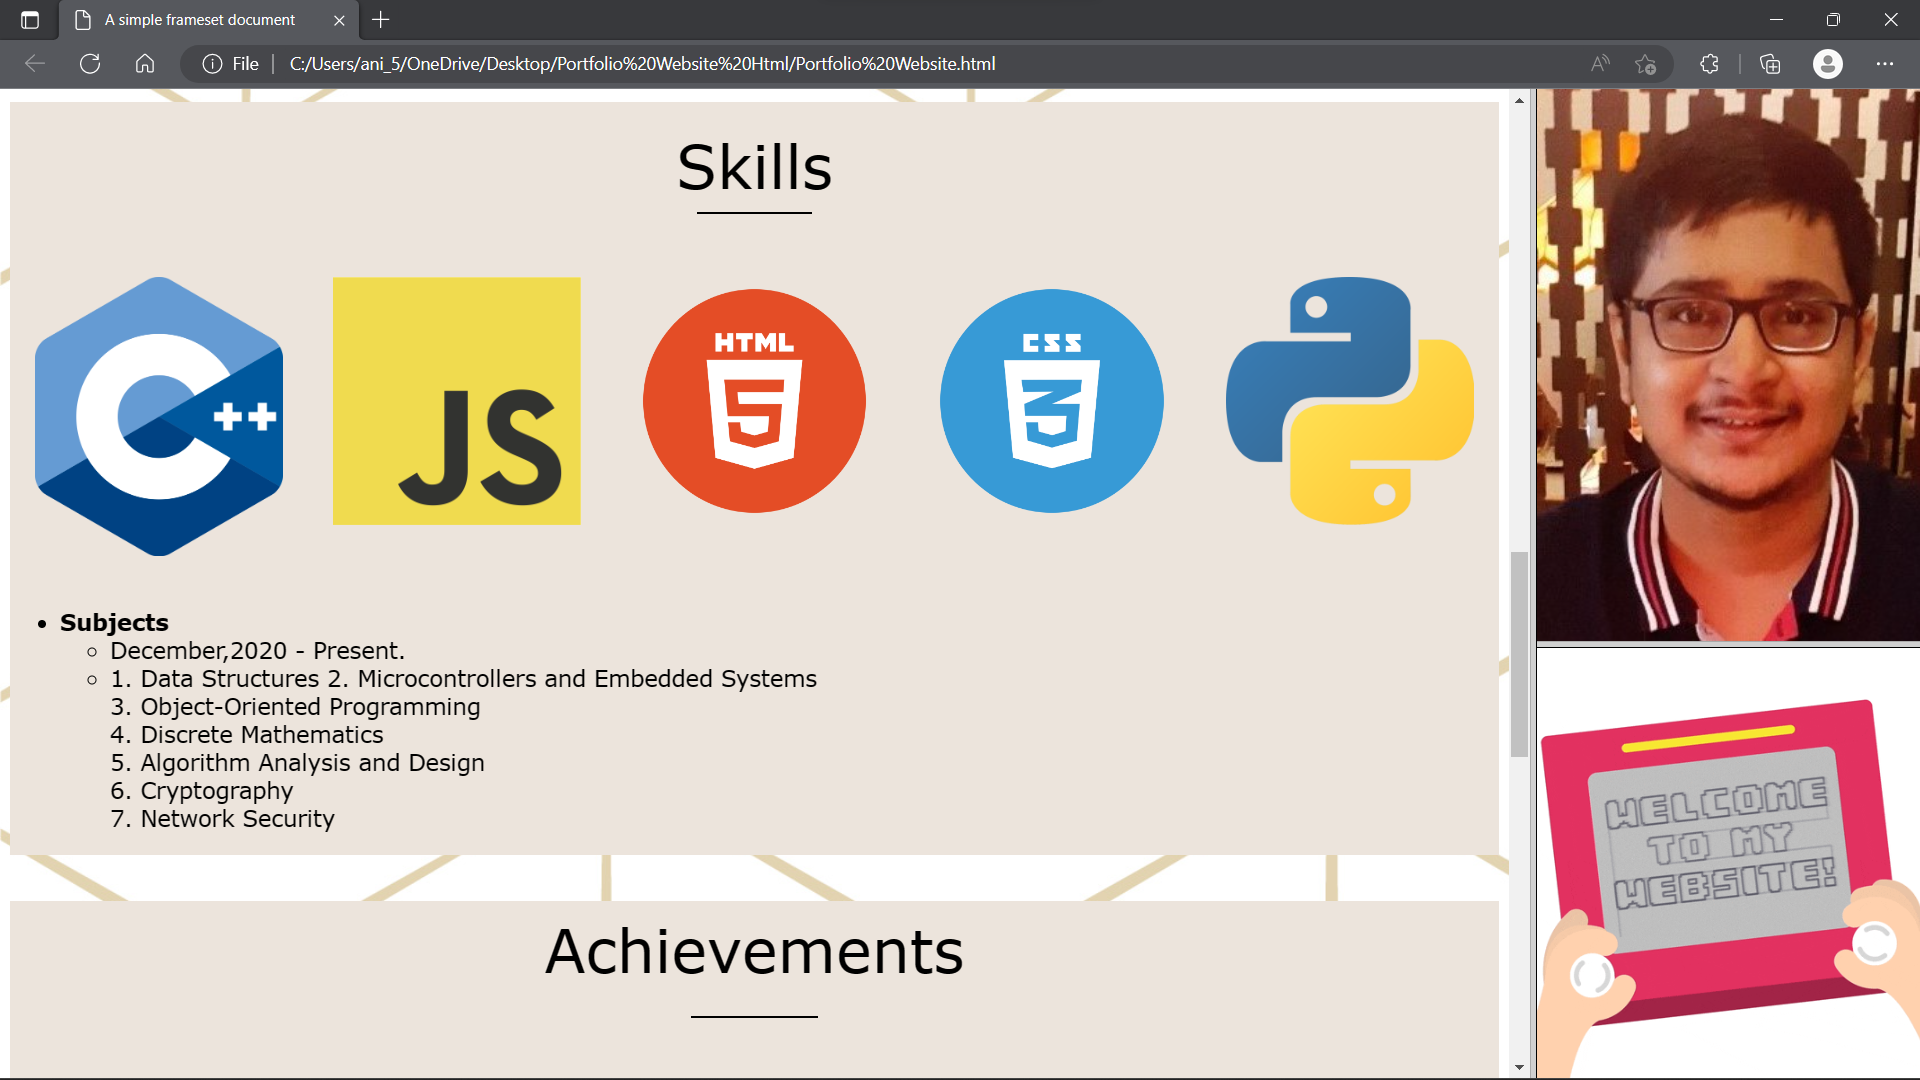 A simple frameset document
File
C:/Users/ani_5/OneDrive/Desktop/Portfolio%20Website%20Html/Portfolio%20Website.html
Skills
C ++
JS
HTML
5
CSS
3
Subjects
December,2020 - Present.
1. Data Structures 2. Microcontrollers and Embedded Systems
3. Object-Oriented Programming
4. Discrete Mathematics
5. Algorithm Analysis and Design
6. Cryptography
7. Network Security
Achievements
WELCOME
TO MY
WEBSITE!